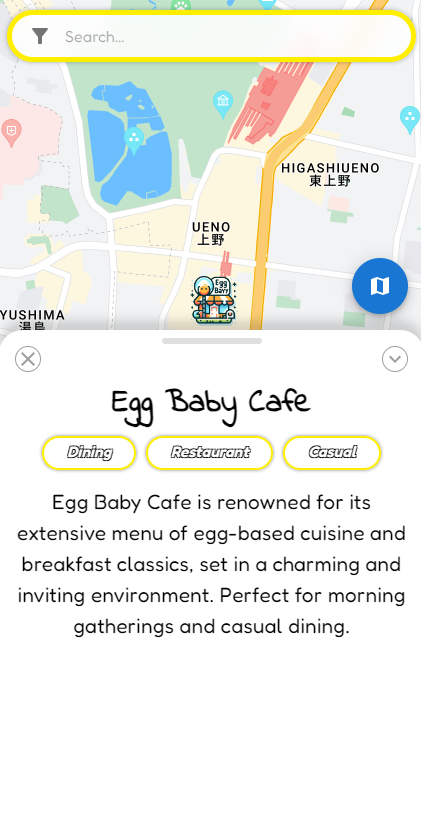 Search...
HIGASHIUENO
東上野
UENO
上野
Egg
Baby
YUSHIMA
湯島
Egg Baby Cafe
Dining
Restaurant
Casual
Egg Baby Cafe is renowned for its
extensive menu of egg-based cuisine and
breakfast classics, set in a charming and
inviting environment. Perfect for morning
gatherings and casual dining.